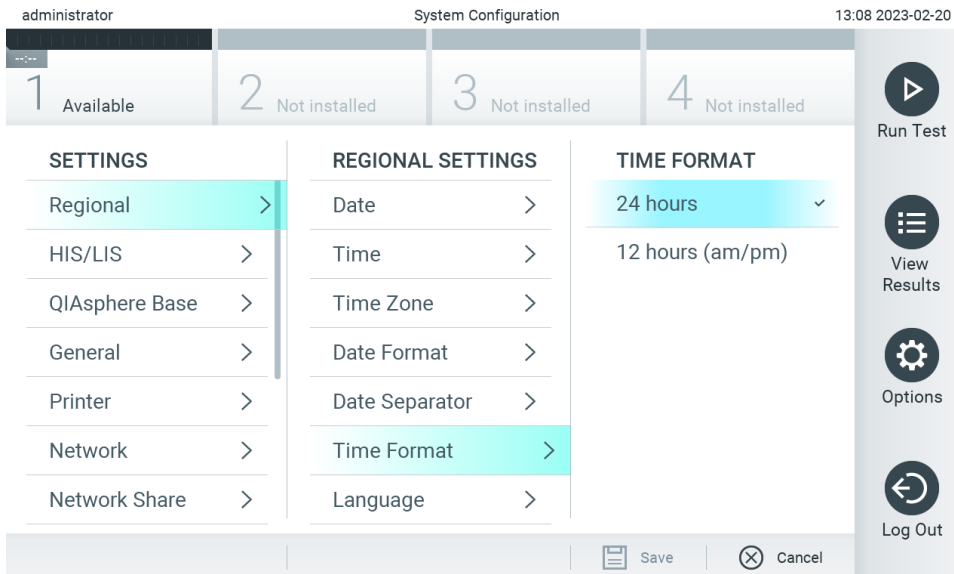 administrator System Configuration 13:08 2023-02-20
--:--
1 Available 2 Not installed 3 Not installed 4 Not installed
SETTINGS
Regional
HIS/LIS
QIAsphere Base
General
Printer
Network
Network Share
REGIONAL SETTINGS
Date
Time
Time Zone
Date Format
Date Separator
Time Format
Language
TIME FORMAT
24 hours
12 hours (am/pm)
Run Test
View
Results
Options
Log Out
Save Cancel